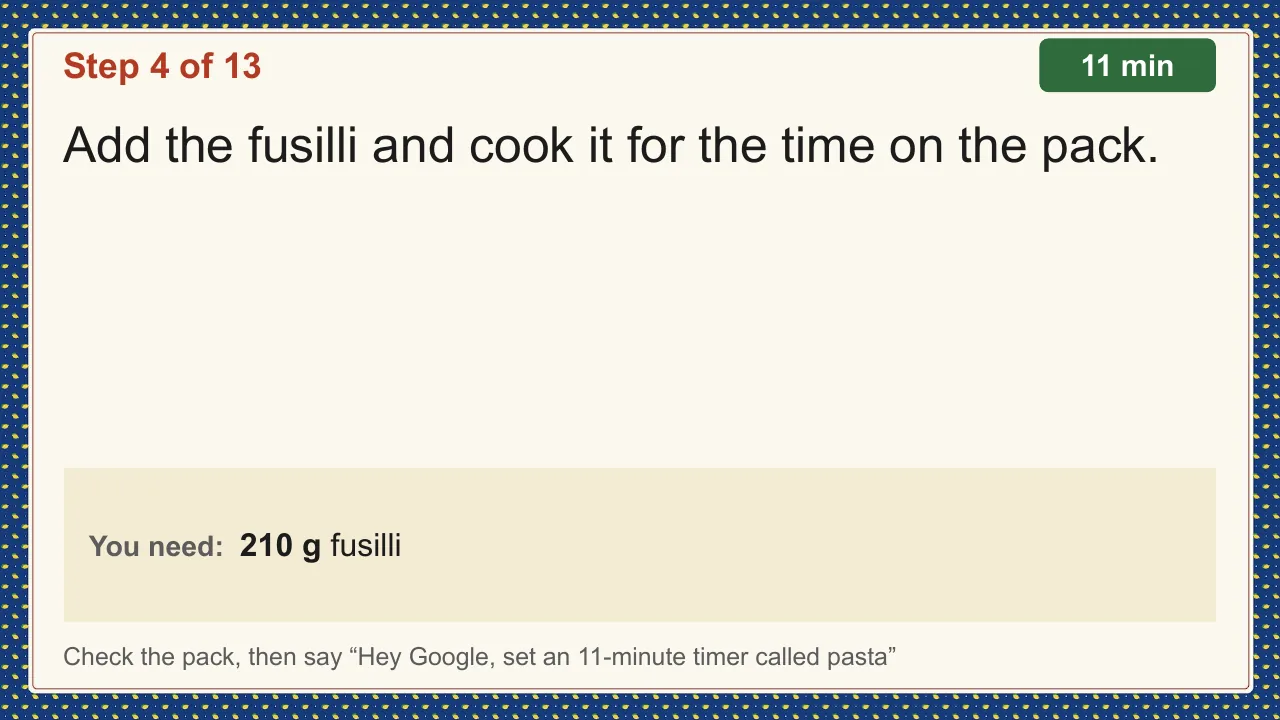 Step 4 of 13
11 min
Add the fusilli and cook it for the time on the pack.
You need: 210 g fusilli
Check the pack, then say “Hey Google, set an 11-minute timer called pasta”